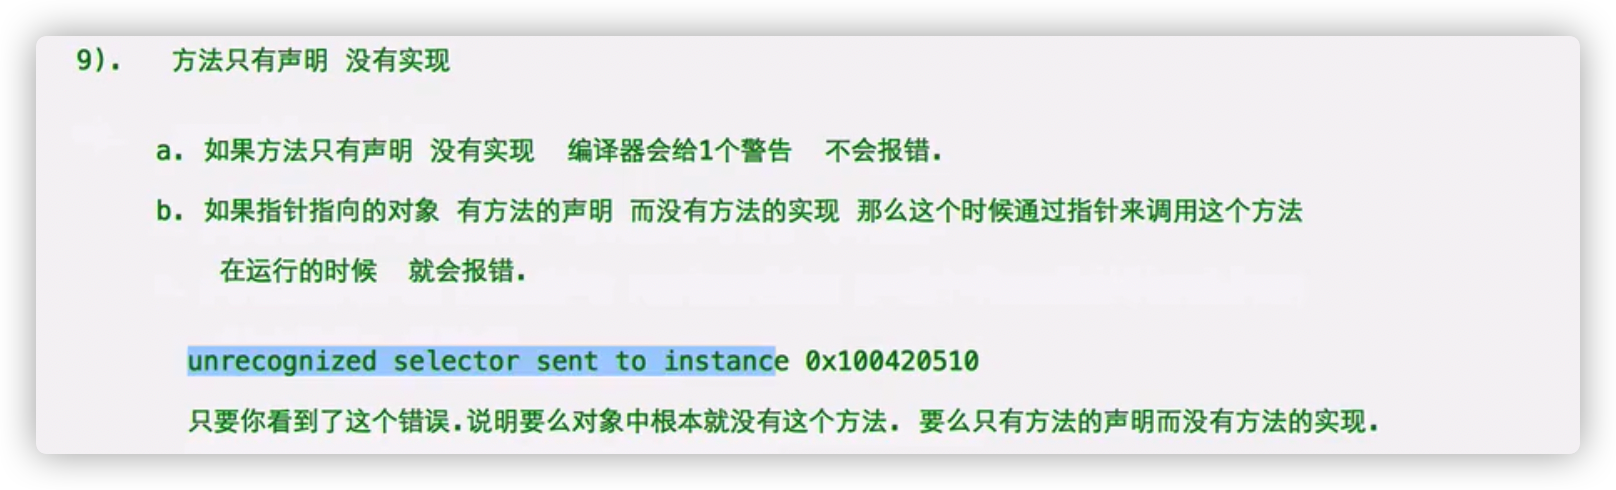 9). 方法只有声明 没有实现
a. 如果方法只有声明 没有实现 编译器会给1个警告 不会报错.
b. 如果指针指向的对象 有方法的声明 而没有方法的实现 那么这个时候通过指针来调用这个方法
在运行的时候 就会报错.
unrecognized selector sent to instance 0x100420510
只要你看到了这个错误.说明要么对象中根本就没有这个方法. 要么只有方法的声明而没有方法的实现.